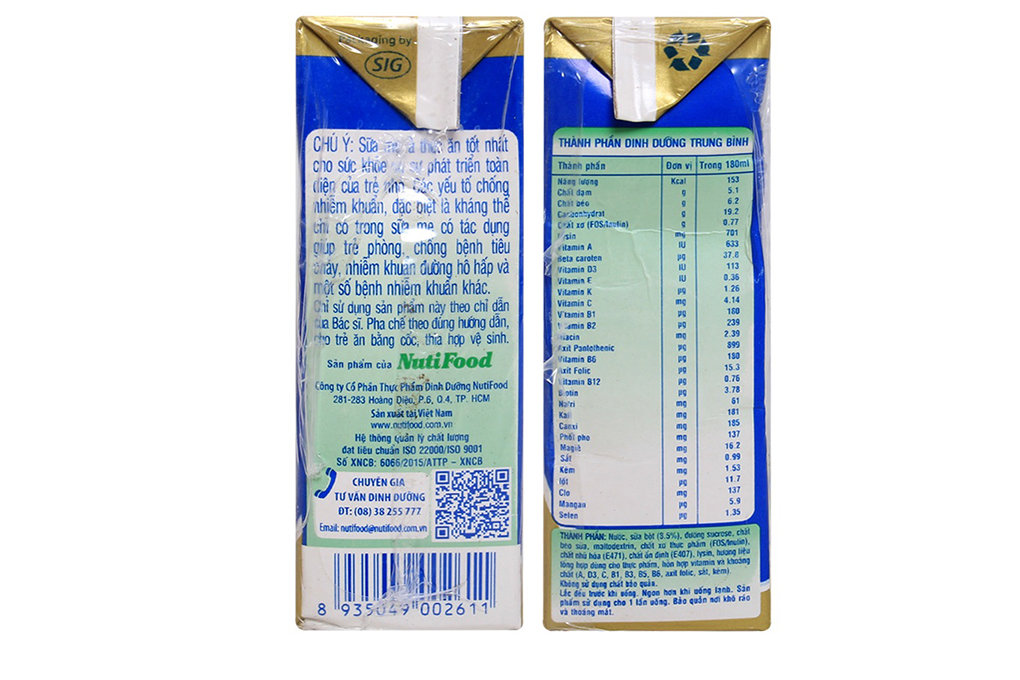 Packaging by
SIG
CHÚ Ý: Sữa mẹ là thức ăn tốt nhất
cho sức khỏe và sự phát triển toàn
diện của trẻ nhỏ. Các yếu tố chống
nhiễm khuẩn, đặc biệt là kháng thể
chỉ có trong sữa mẹ có tác dụng
giúp trẻ phòng, chống bệnh tiêu
chảy, nhiễm khuẩn đường hô hấp và
một số bệnh nhiễm khuẩn khác.
Chỉ sử dụng sản phẩm này theo chỉ dẫn
của Bác sĩ. Pha chế theo đúng hướng dẫn,
cho trẻ ăn bằng cốc, thìa hợp vệ sinh.
Sản phẩm của NutiFood
Công ty Cổ Phần Thực Phẩm Dinh Dưỡng NutiFood
281-283 Hoàng Diệu, P.6, Q.4, TP. HCM
Sản xuất tại Việt Nam
www.nutifood.com.vn
Hệ thống quản lý chất lượng
đạt tiêu chuẩn ISO 22000/ISO 9001
Số XNCB: 6066/2015/ATTP - XNCB
CHUYÊN GIA
TƯ VẤN DINH DƯỠNG
ĐT: (08) 38 255 777
Email: nutifood@nutifood.com.vn
8 935049 002611
THÀNH PHẦN DINH DƯỠNG TRUNG BÌNH
Thành phần Đơn vị Trong 180ml
Năng lượng Kcal 153
Chất đạm g 5.1
Chất béo g 6.2
Carbonhydrat g 19.2
Chất xơ (FOS/Inulin) g 0.77
Lysin mg 701
Vitamin A IU 633
Beta caroten µg 37.8
Vitamin D3 IU 113
Vitamin E IU 0.36
Vitamin K µg 1.26
Vitamin C mg 4.14
Vitamin B1 µg 180
Vitamin B2 µg 239
Niacin mg 2.39
Axit Pantothenic µg 899
Vitamin B6 µg 180
Axit Folic µg 15.3
Vitamin B12 µg 0.76
Biotin µg 3.78
Natri mg 61
Kali mg 181
Canxi mg 185
Phốt pho mg 137
Magiê mg 16.2
Sắt mg 0.99
Kẽm mg 1.53
Iốt µg 11.7
Clo mg 137
Mangan µg 5.9
Selen µg 1.35
THÀNH PHẦN: Nước, sữa bột (3.5%), đường sucrose, chất
béo sữa, maltodextrin, chất xơ thực phẩm (FOS/Inulin),
chất nhũ hóa (E471), chất ổn định (E407), lysin, hương liệu
tổng hợp dùng cho thực phẩm, hỗn hợp vitamin và khoáng
chất (A, D3, C, B1, B3, B5, B6, axit folic, sắt, kẽm).
Không sử dụng chất bảo quản.
Lắc đều trước khi uống. Ngon hơn khi uống lạnh. Sản
phẩm sử dụng cho 1 lần uống. Bảo quản nơi khô ráo
và thoáng mát.